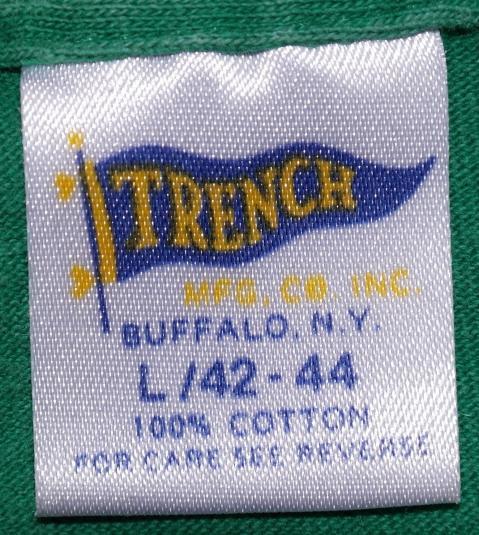 TRENCH
MFG. CO. INC.
BUFFALO, N.Y.
L/42-44
100% COTTON
FOR CARE SEE REVERSE